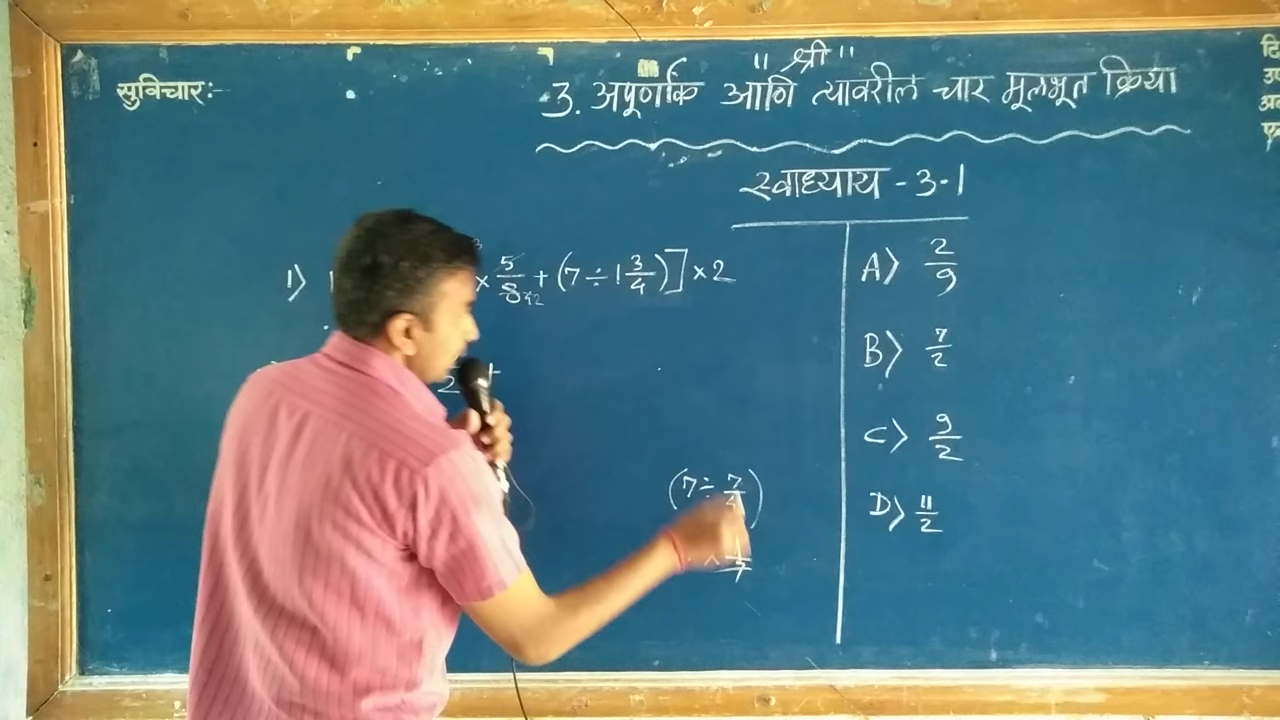 " श्री "
सुविचार:-
3. अपूर्णांक आणि त्यावरील चार मूलभूत क्रिया
स्वाध्याय - 3.1
1) × 5/8 + (7 ÷ 1 3/4)] × 2
A) 2/9
B) 7/2
C) 9/2
D) 11/2
(7 ÷ 7/4)